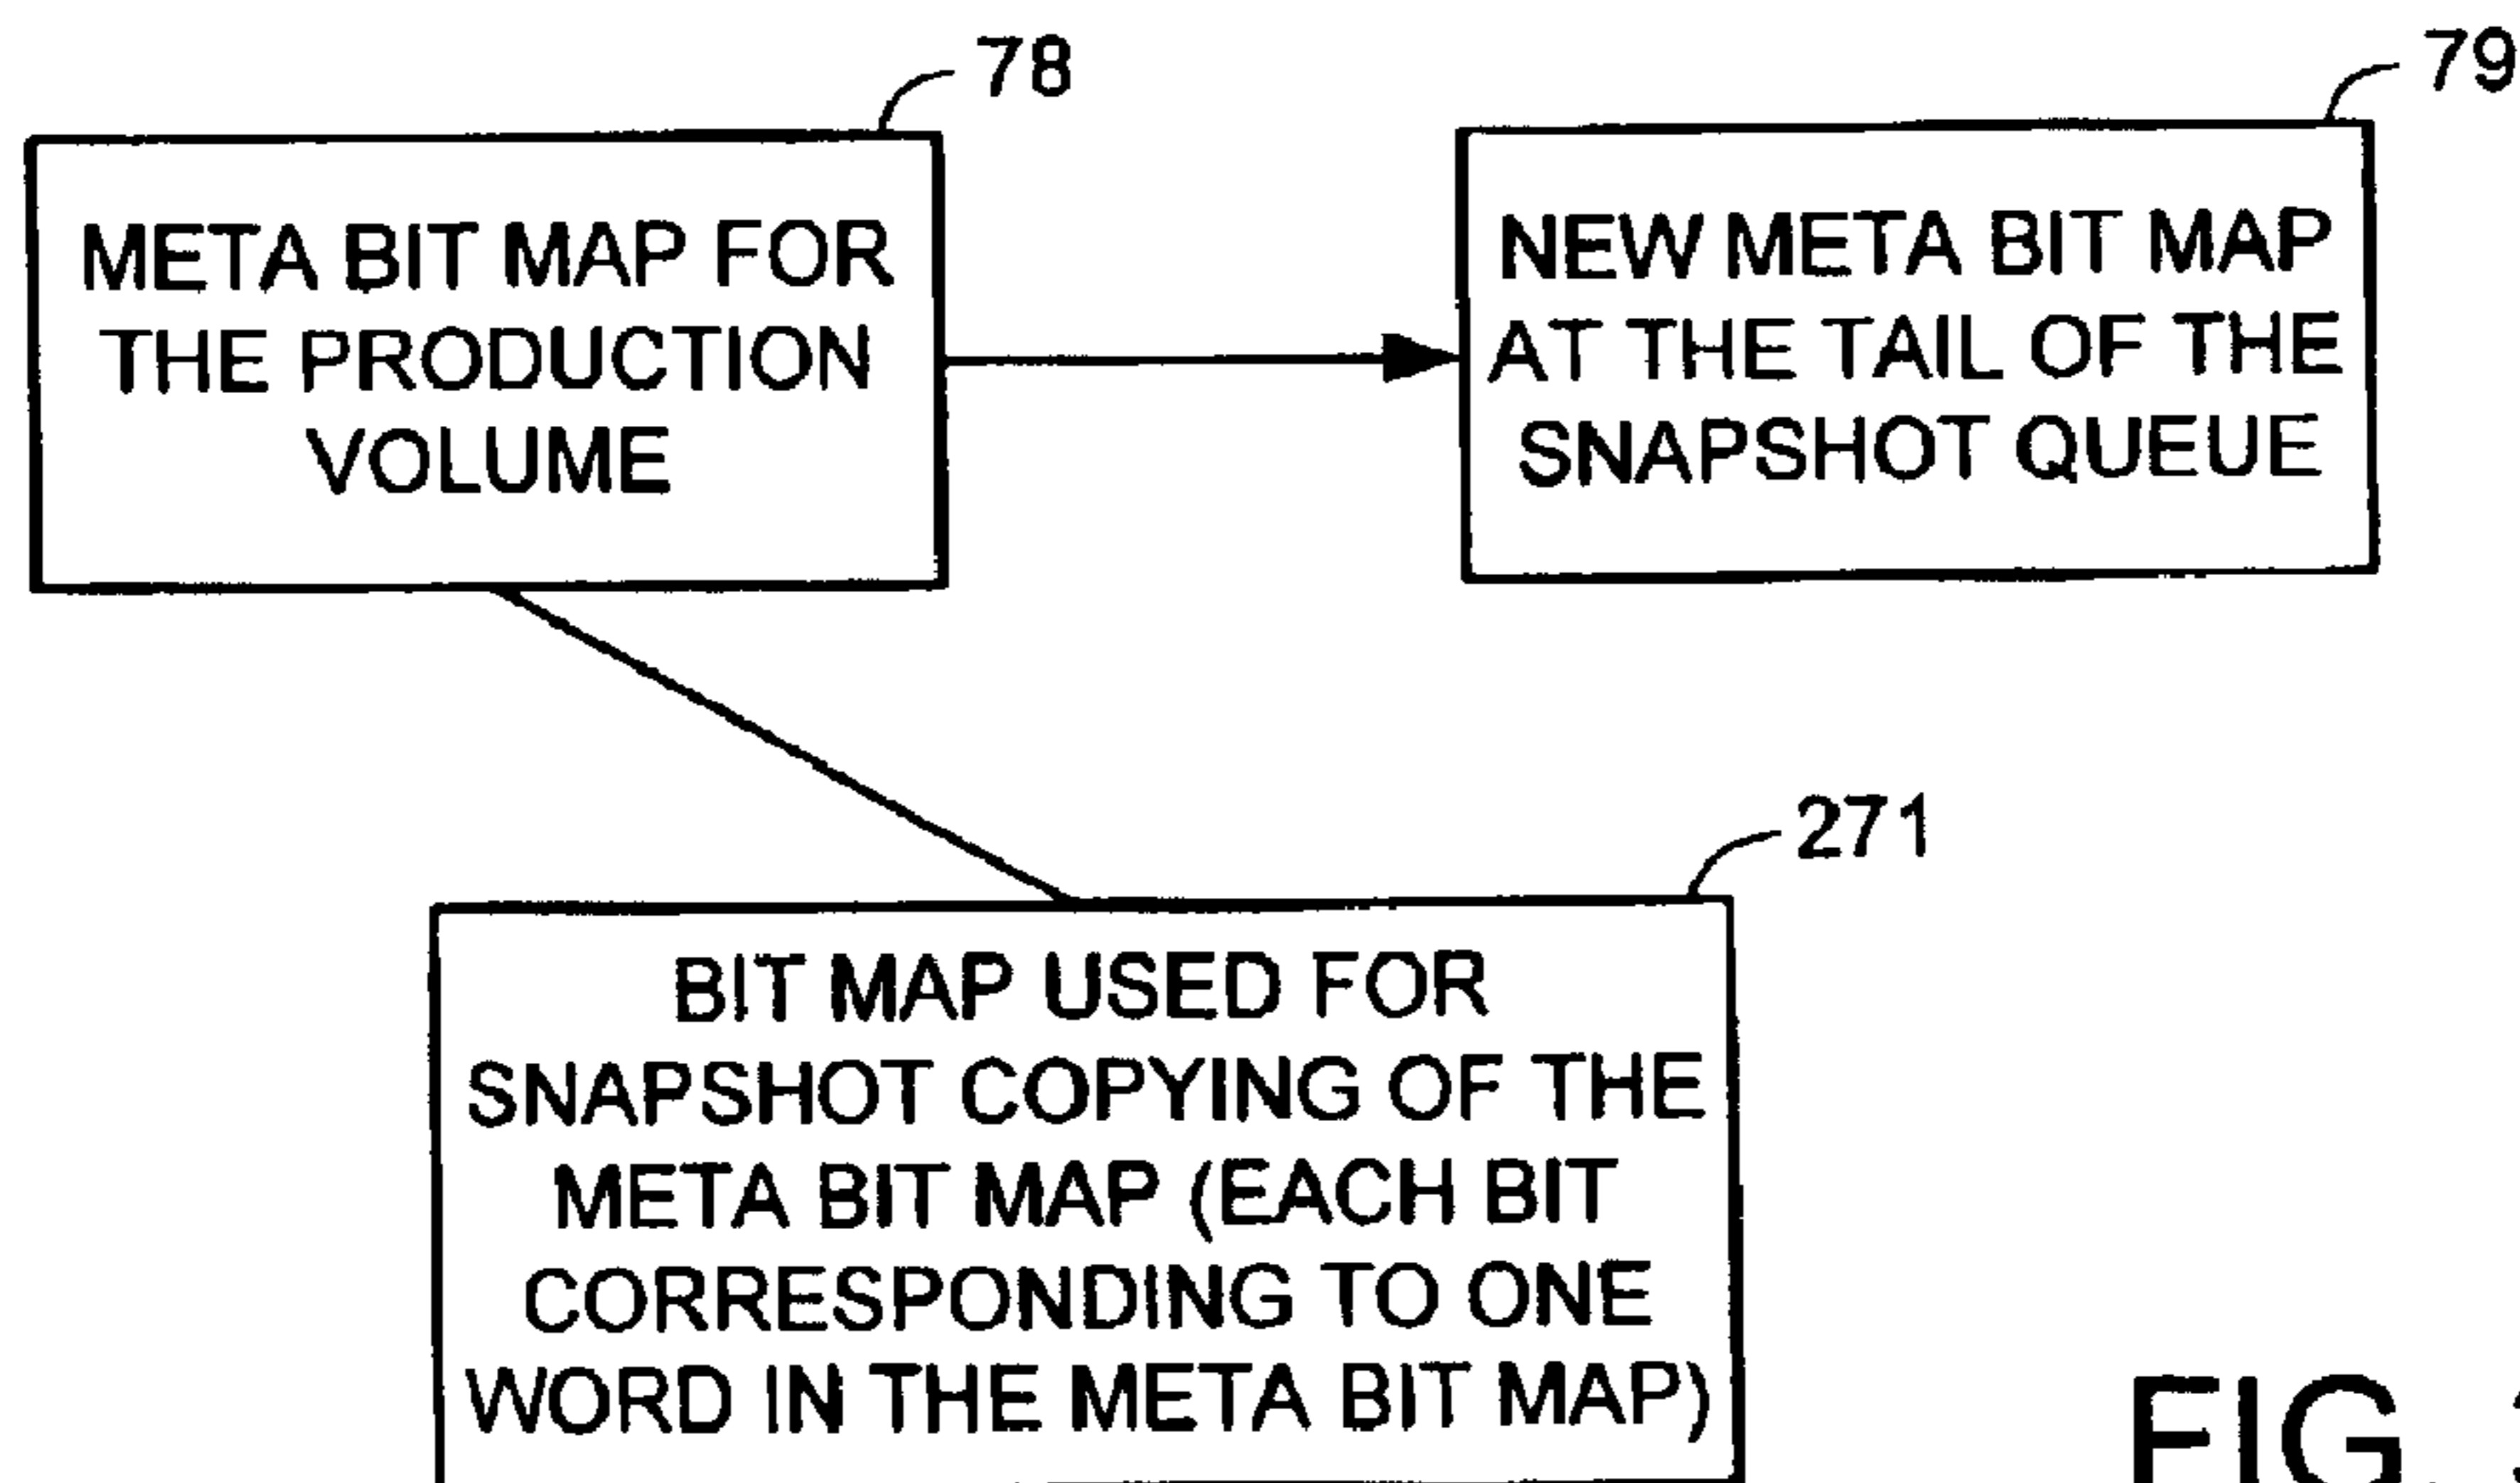 78
79
META BIT MAP FOR
THE PRODUCTION
VOLUME
NEW META BIT MAP
AT THE TAIL OF THE
SNAPSHOT QUEUE
271
BIT MAP USED FOR
SNAPSHOT COPYING OF THE
META BIT MAP (EACH BIT
CORRESPONDING TO ONE
WORD IN THE META BIT MAP)
FIG.